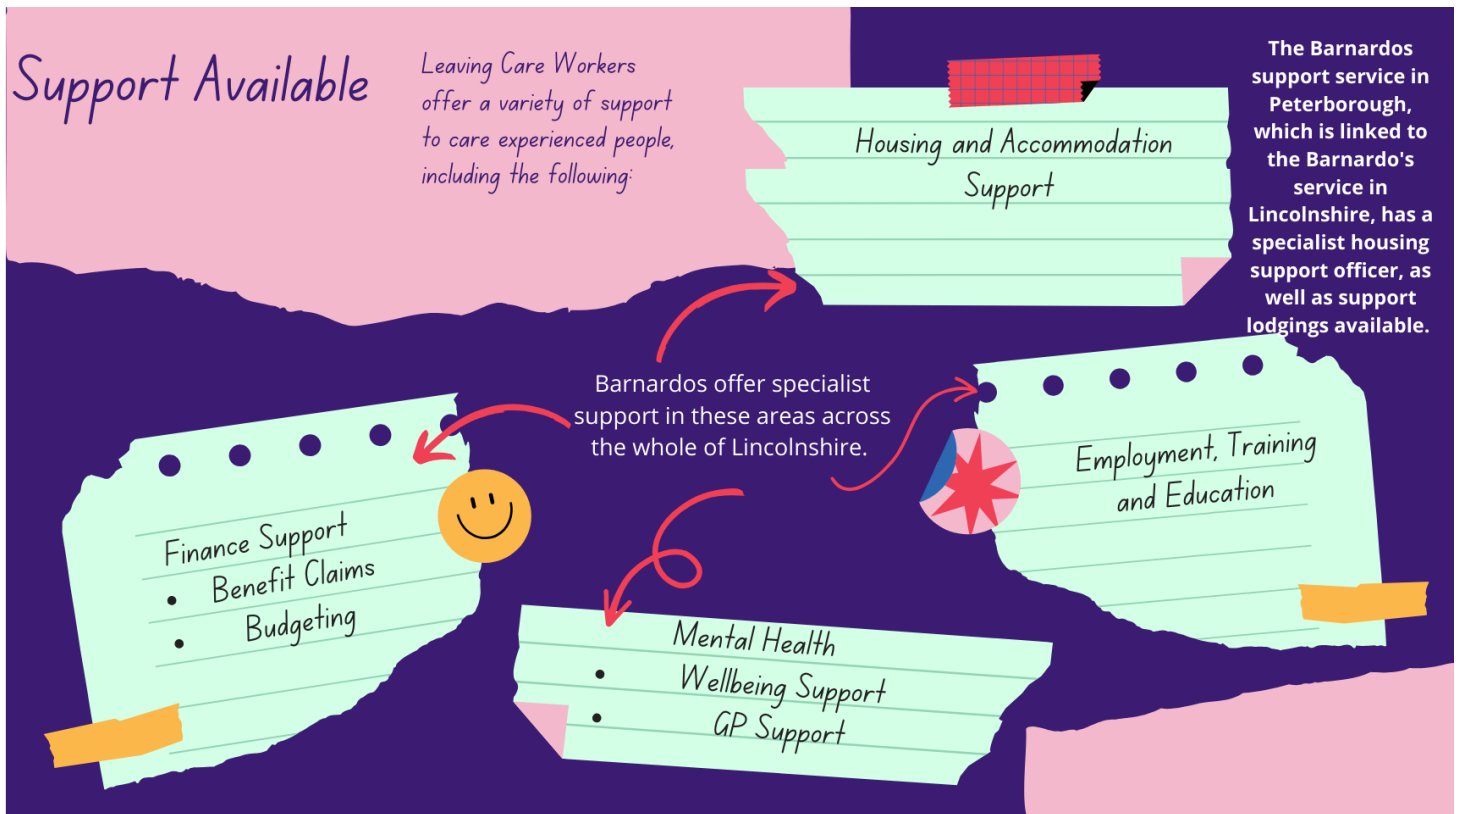 Support Available
Leaving Care Workers
offer a variety of support
to care experienced people,
including the following:
Housing and Accommodation
Support
The Barnardos
support service in
Peterborough,
which is linked to
the Barnardo's
service in
Lincolnshire, has a
specialist housing
support officer, as
well as support
lodgings available.
Barnardos offer specialist
support in these areas across
the whole of Lincolnshire.
Employment, Training
and Education
Finance Support
• Benefit Claims
• Budgeting
Mental Health
• Wellbeing Support
• GP Support